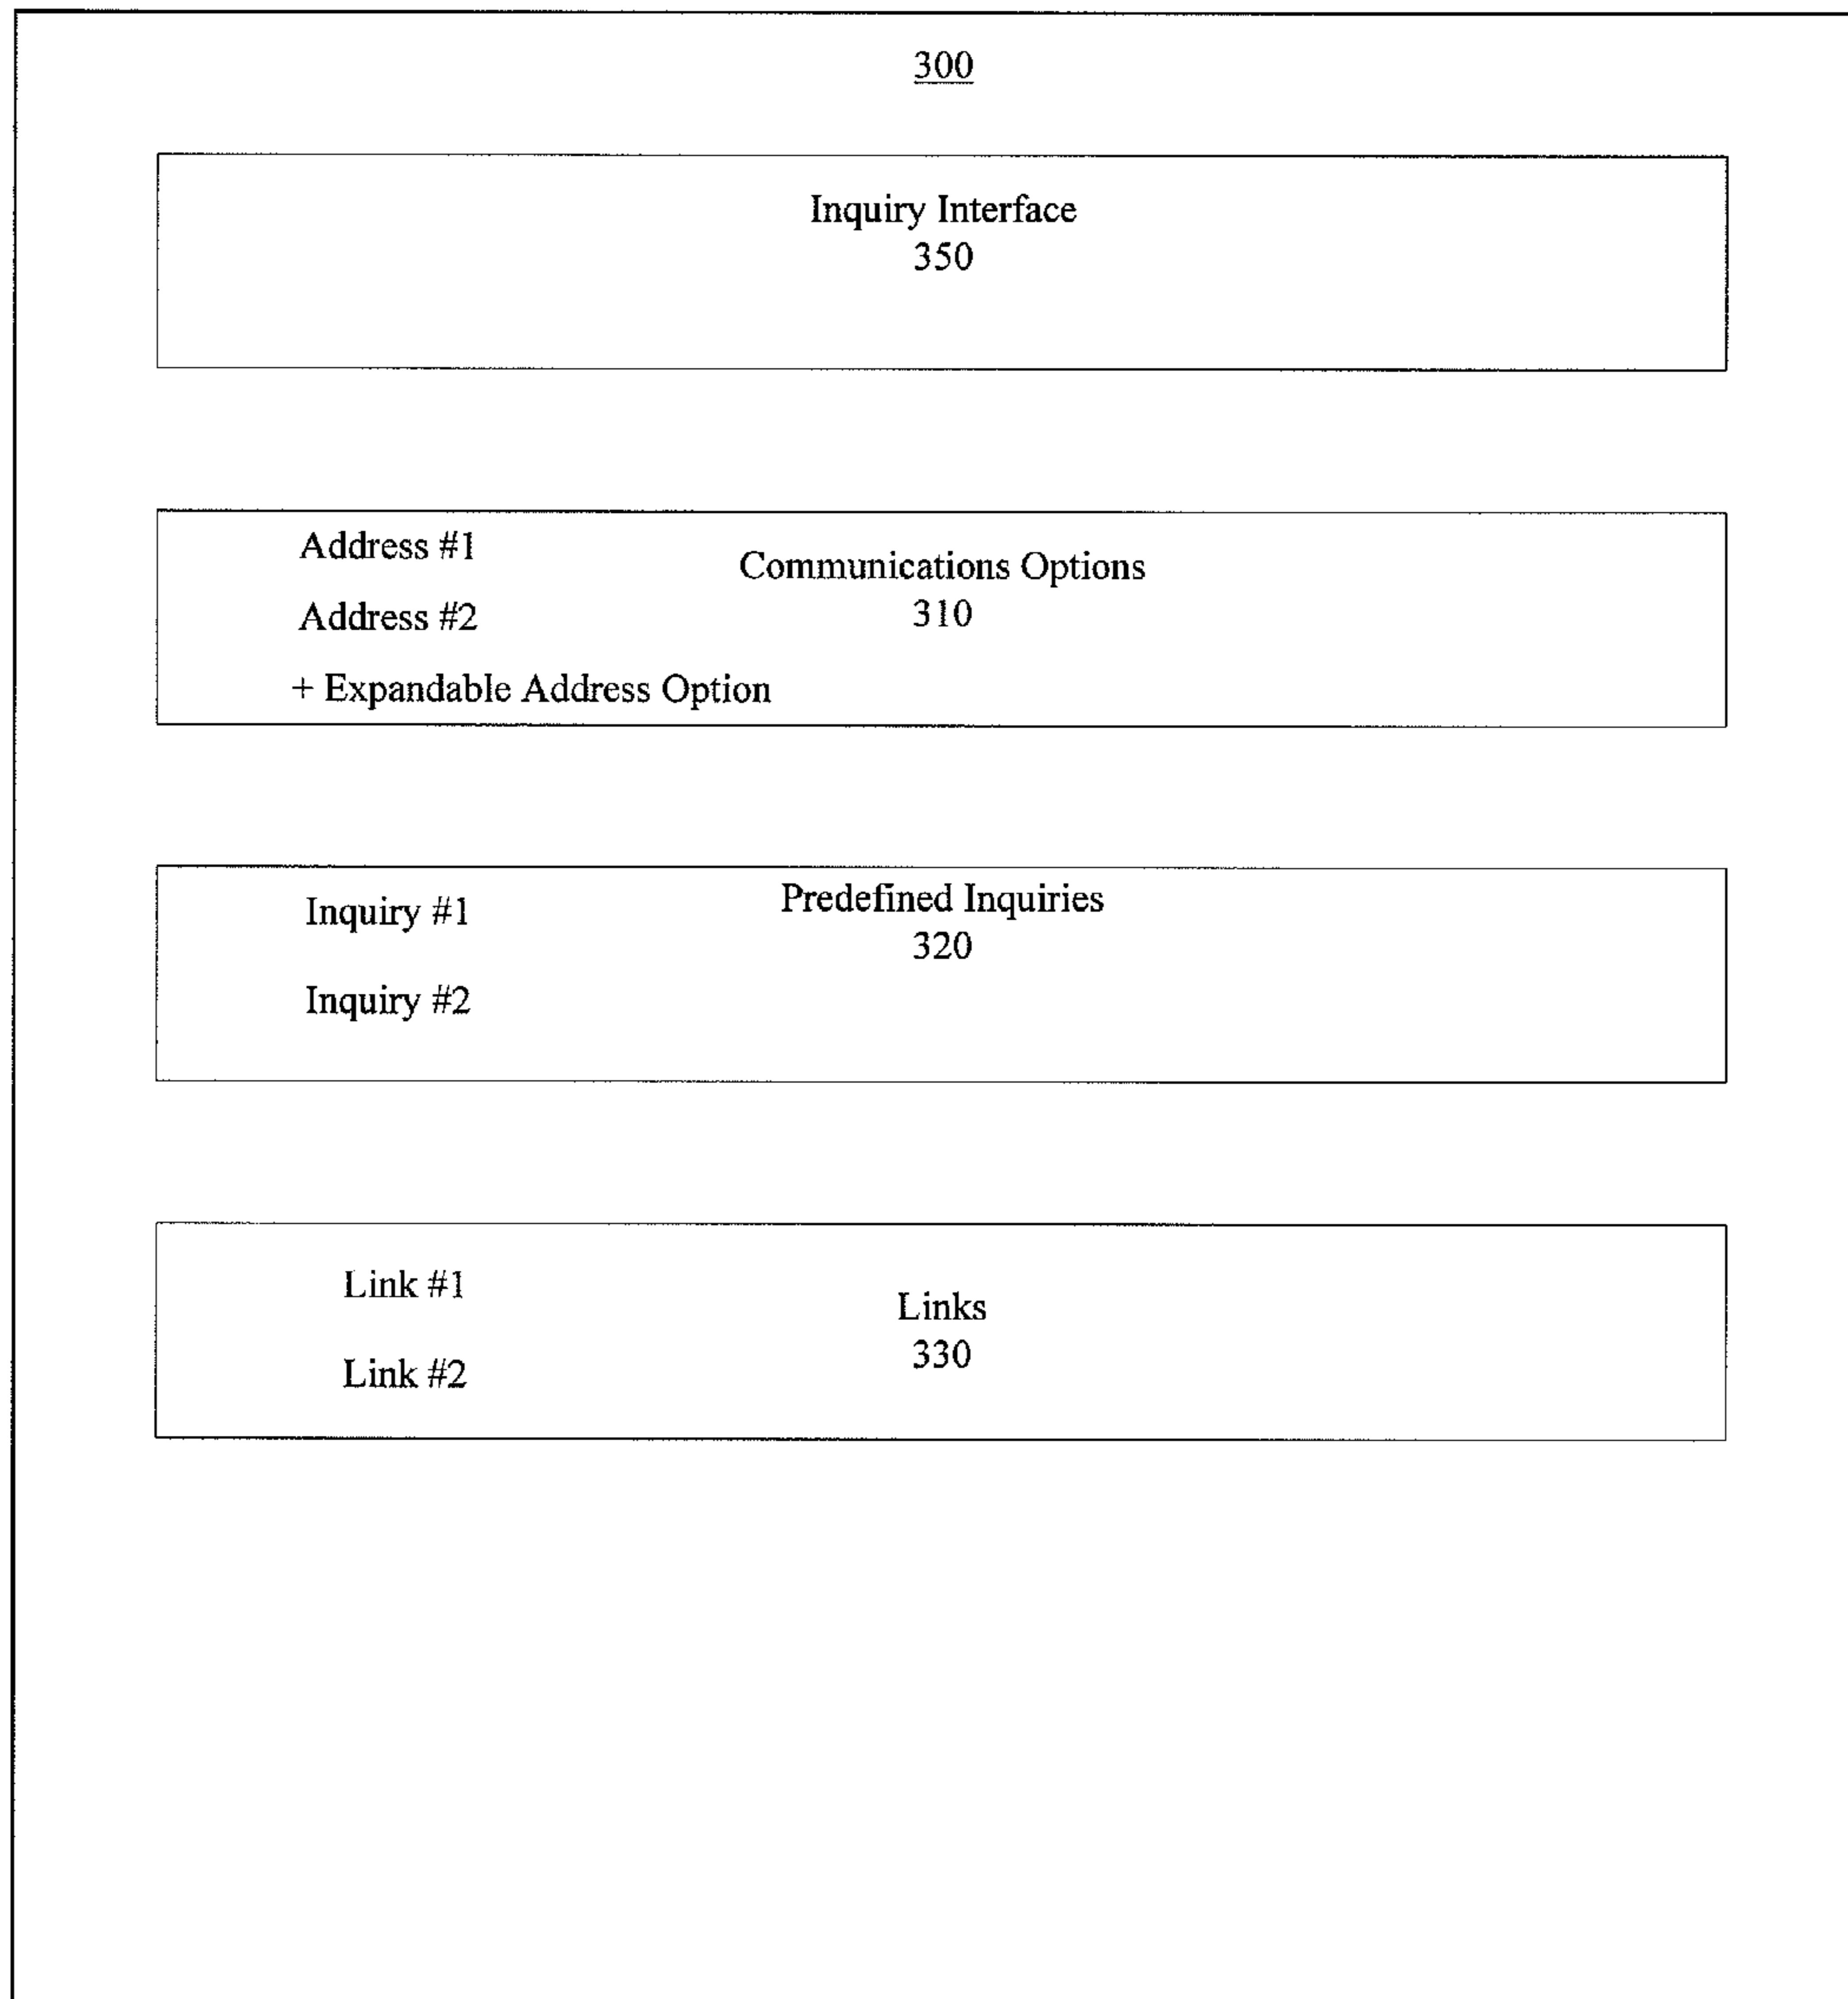 300
Inquiry Interface
350
Address #1
Communications Options
Address #2
310
+ Expandable Address Option
Predefined Inquiries
Inquiry #1
320
Inquiry #2
Link #1
Links
330
Link #2